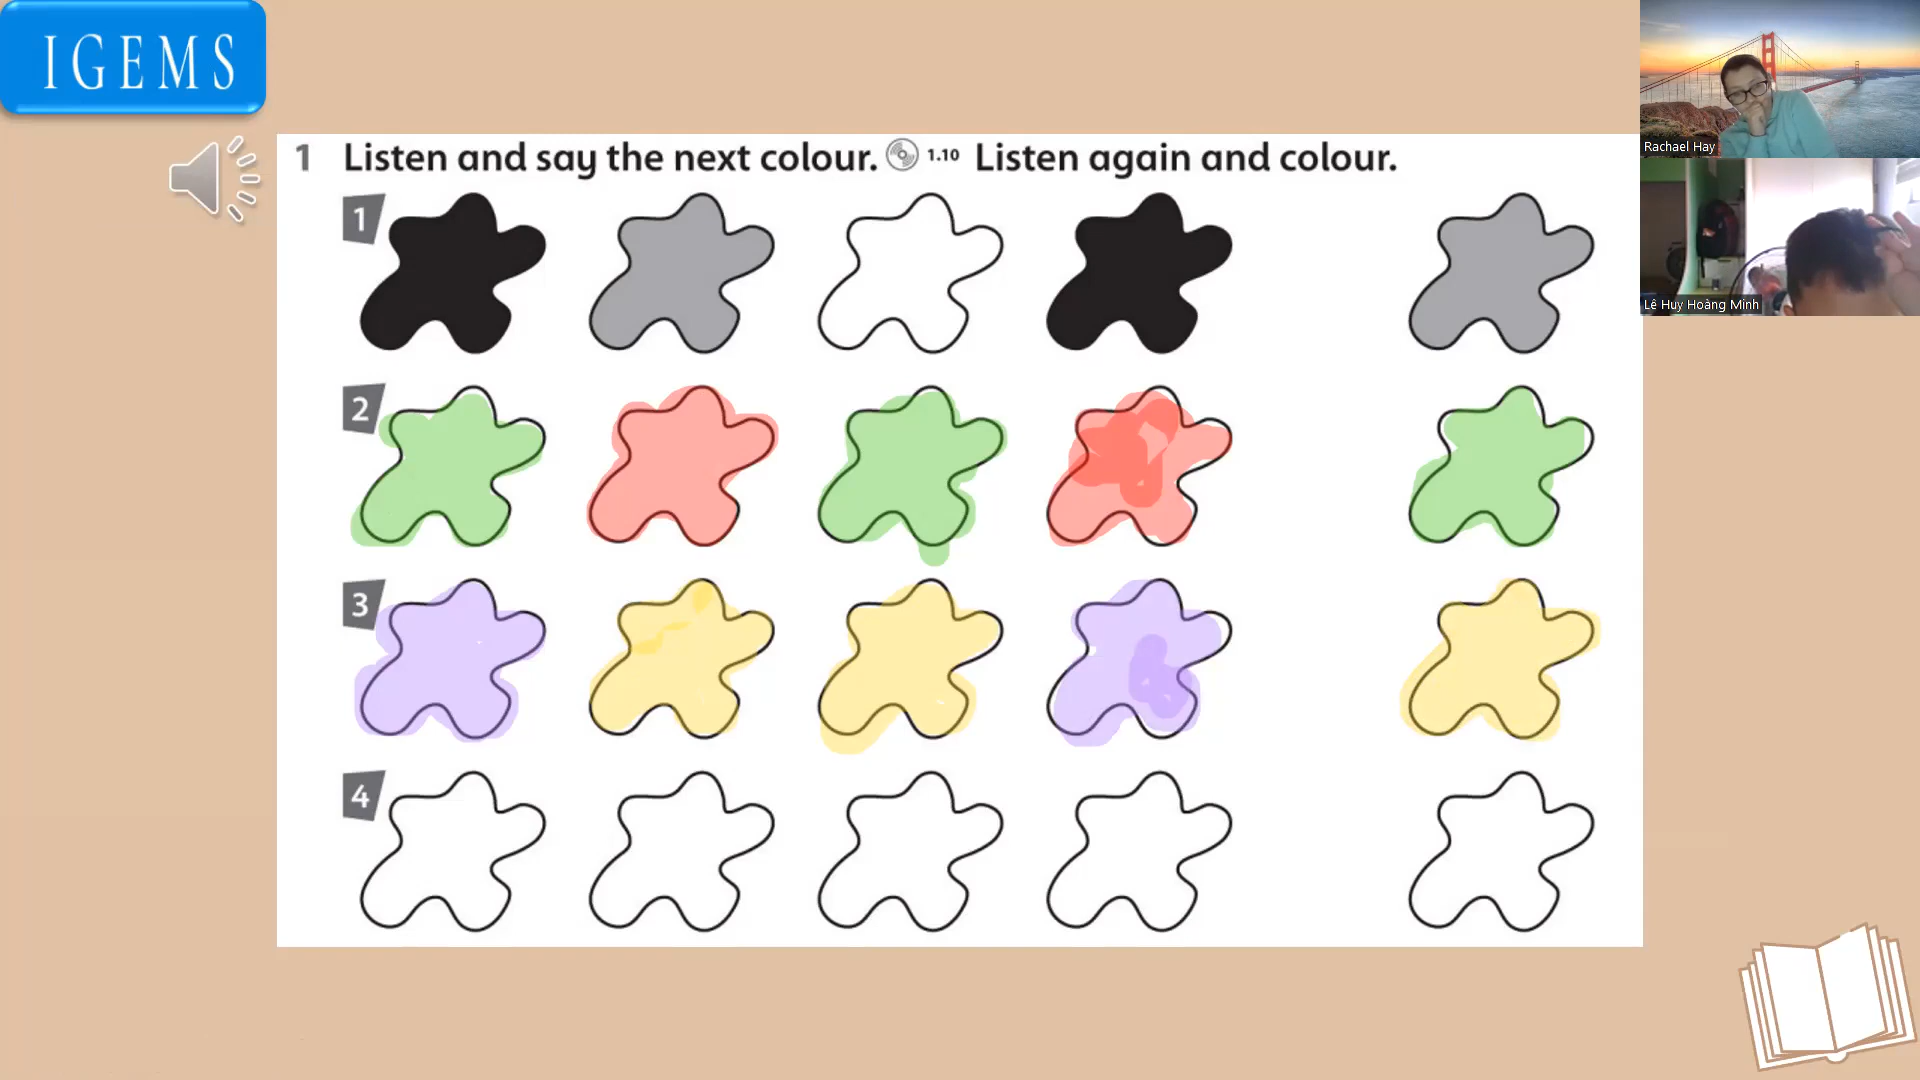 IGEMS
1 Listen and say the next colour. 1.10 Listen again and colour.
1
2
3
4
Rachael Hay
Lê Huy Hoàng Minh